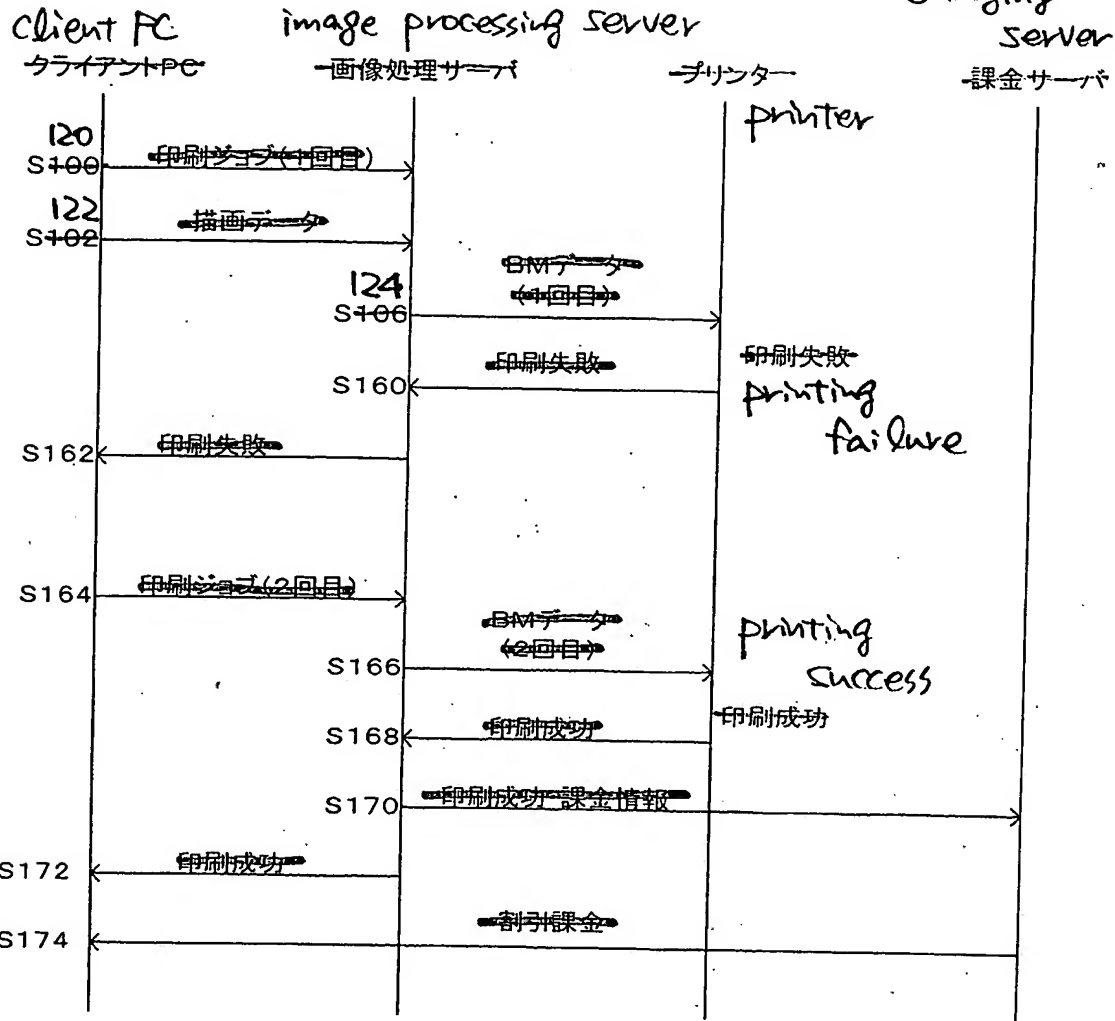 client PC
image processing server
server
クライアントPC
画像処理サーバ
プリンター
課金サーバ
printer
120
S100
印刷ジョブ(1回目)
122
S102
描画データ
BMデータ
(1回目)
124
S106
印刷失敗
印刷失敗
S160
printing
failure
S162
印刷失敗
S164
印刷ジョブ(2回目)
BMデータ
(2回目)
printing
success
S166
印刷成功
S168
印刷成功
S170
印刷成功 課金情報
S172
印刷成功
割引課金
S174